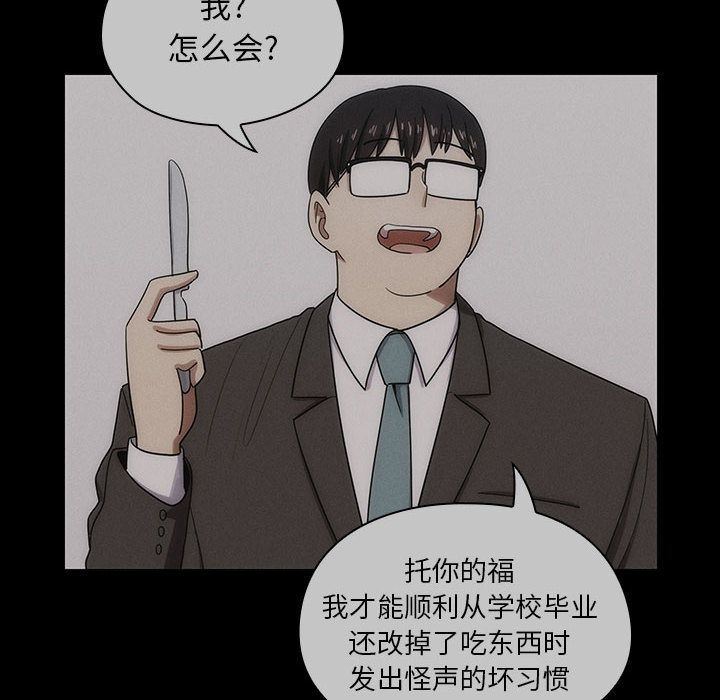 我?
怎么会?
托你的福
我才能顺利从学校毕业
还改掉了吃东西时
发出怪声的坏习惯